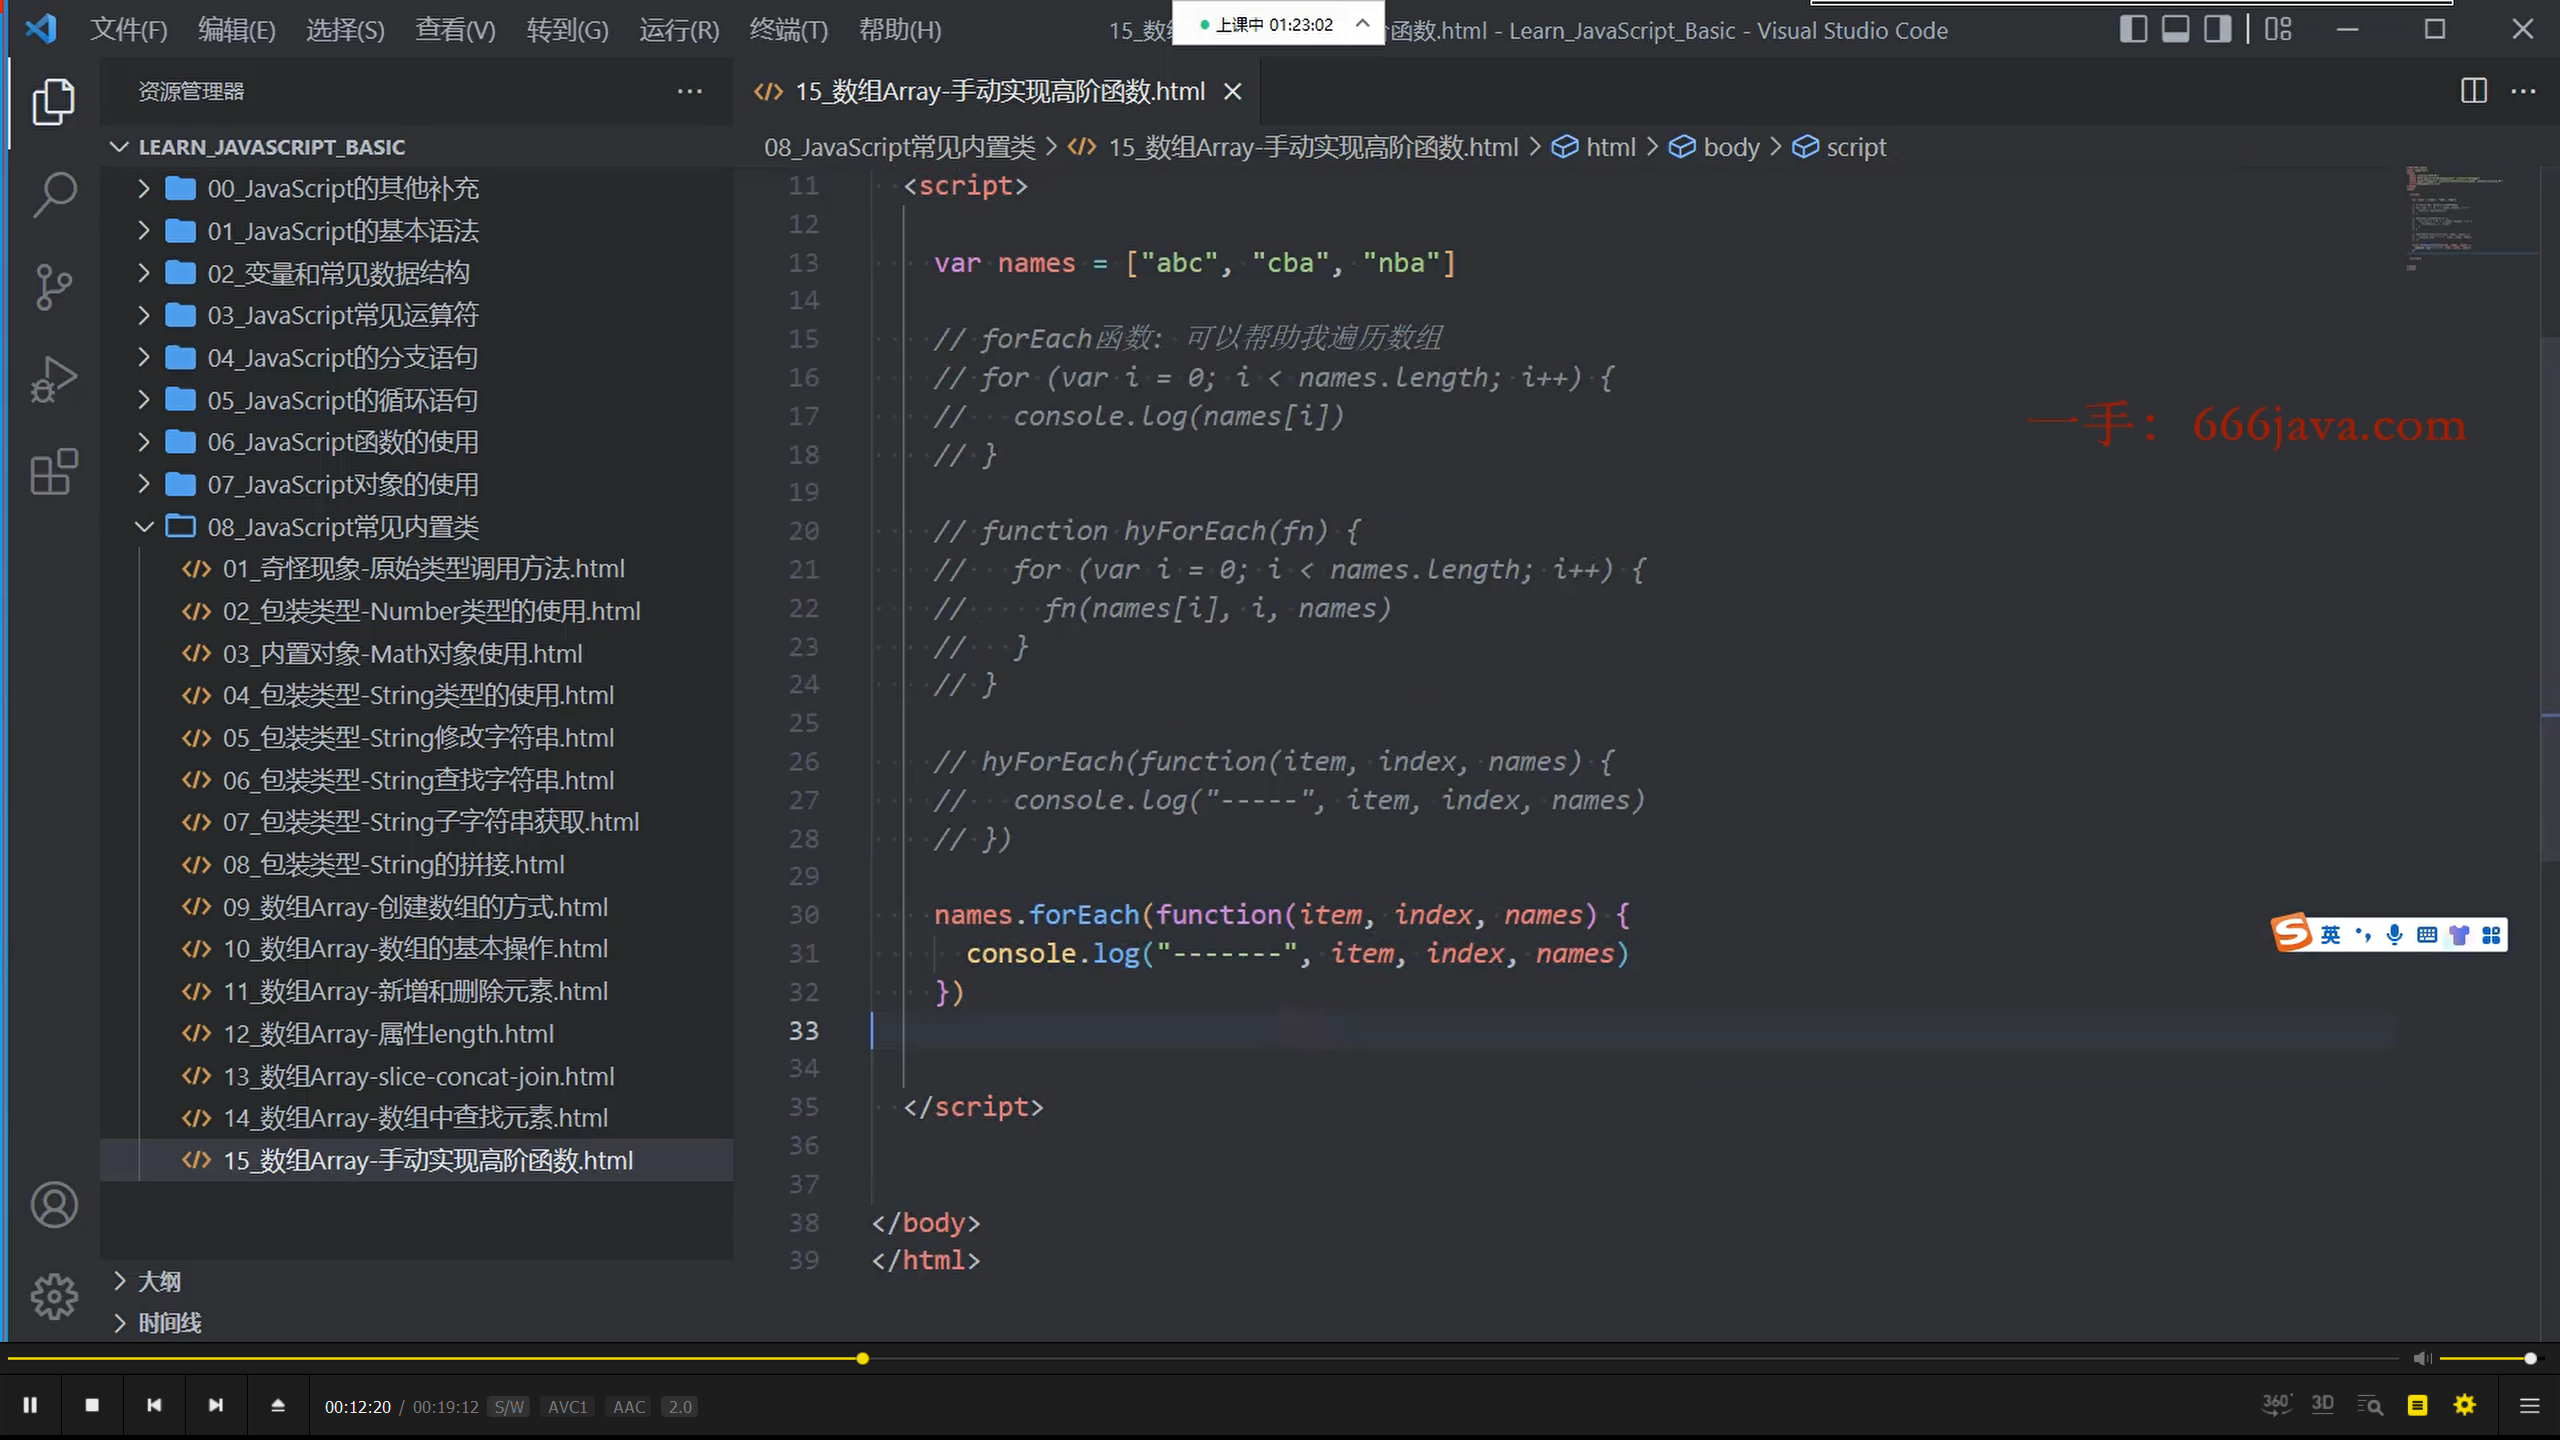 文件(F) 编辑(E) 选择(S) 查看(V) 转到(G) 运行(R) 终端(T) 帮助(H)
上课中 01:23:02
函数.html - Learn_JavaScript_Basic - Visual Studio Code
资源管理器
15_数组Array-手动实现高阶函数.html
LEARN_JAVASCRIPT_BASIC
08_JavaScript常见内置类 > 15_数组Array-手动实现高阶函数.html > html > body > script
00_JavaScript的其他补充
01_JavaScript的基本语法
02_变量和常见数据结构
03_JavaScript常见运算符
04_JavaScript的分支语句
05_JavaScript的循环语句
06_JavaScript函数的使用
07_JavaScript对象的使用
08_JavaScript常见内置类
01_奇怪现象-原始类型调用方法.html
02_包装类型-Number类型的使用.html
03_内置对象-Math对象使用.html
04_包装类型-String类型的使用.html
05_包装类型-String修改字符串.html
06_包装类型-String查找字符串.html
07_包装类型-String子字符串获取.html
08_包装类型-String的拼接.html
09_数组Array-创建数组的方式.html
10_数组Array-数组的基本操作.html
11_数组Array-新增和删除元素.html
12_数组Array-属性length.html
13_数组Array-slice-concat-join.html
14_数组Array-数组中查找元素.html
15_数组Array-手动实现高阶函数.html
大纲
时间线
11 <script>
12
13 var names = ["abc", "cba", "nba"]
14
15 // forEach函数: 可以帮助我遍历数组
16 // for (var i = 0; i < names.length; i++) {
17 //   console.log(names[i])
18 // }
19
20 // function hyForEach(fn) {
21 //   for (var i = 0; i < names.length; i++) {
22 //     fn(names[i], i, names)
23 //   }
24 // }
25
26 // hyForEach(function(item, index, names) {
27 //   console.log("-----", item, index, names)
28 // })
29
30 names.forEach(function(item, index, names) {
31   console.log("-------", item, index, names)
32 })
33
34
35 </script>
36
37
38 </body>
39 </html>
一手：666java.com
英
00:12:20 / 00:19:12 S/W AVC1 AAC 2.0
360° 3D